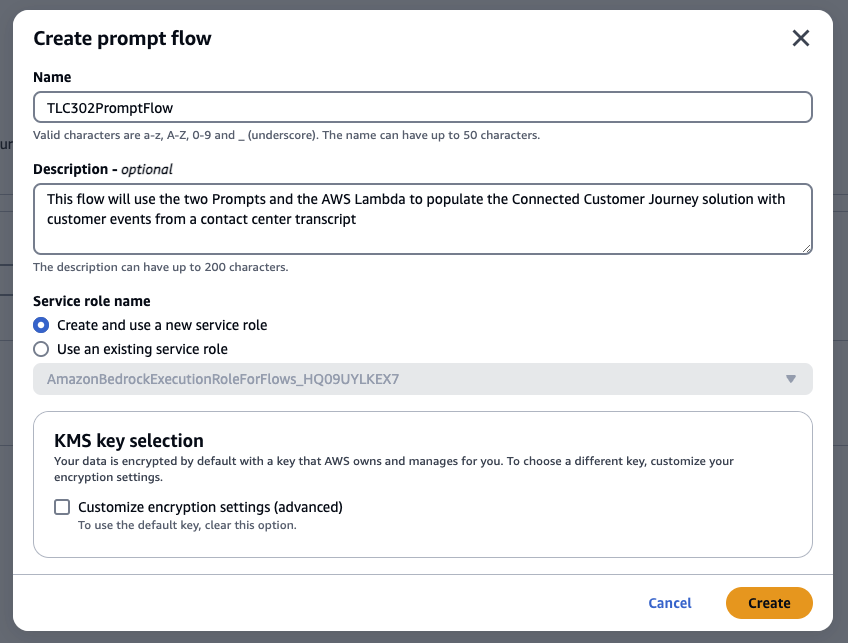 Create prompt flow
Name
TLC302PromptFlow
Valid characters are a-z, A-Z, 0-9 and _ (underscore). The name can have up to 50 characters.
Description - optional
This flow will use the two Prompts and the AWS Lambda to populate the Connected Customer Journey solution with
customer events from a contact center transcript
The description can have up to 200 characters.
Service role name
Create and use a new service role
Use an existing service role
AmazonBedrockExecutionRoleForFlows_HQ09UYLKEX7
KMS key selection
Your data is encrypted by default with a key that AWS owns and manages for you. To choose a different key, customize your
encryption settings.
Customize encryption settings (advanced)
To use the default key, clear this option.
Cancel
Create